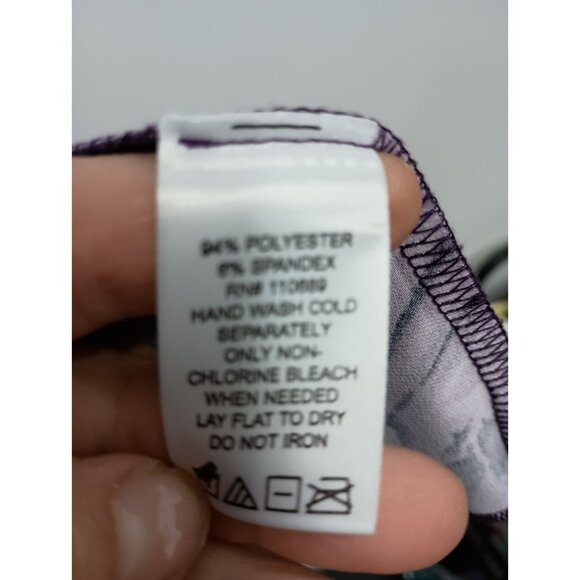 94% POLYESTER
6% SPANDEX
RN# 110669
HAND WASH COLD
SEPARATELY
ONLY NON-
CHLORINE BLEACH
WHEN NEEDED
LAY FLAT TO DRY
DO NOT IRON